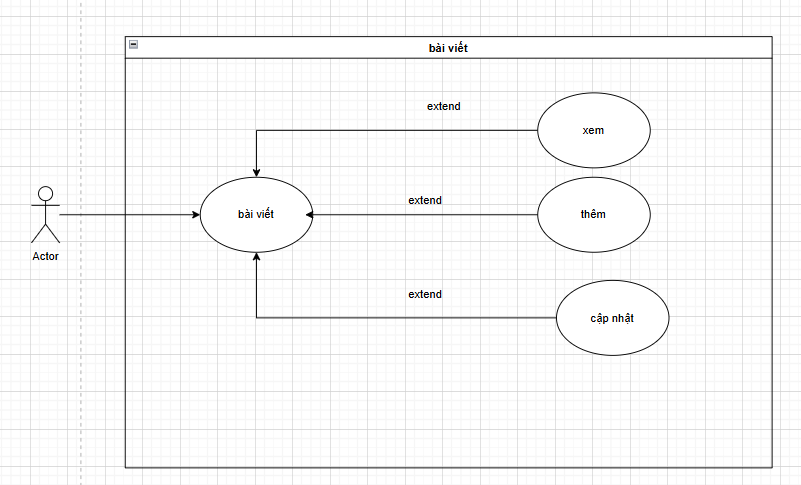 bài viết
extend
xem
extend
bài viết
thêm
Actor
extend
cập nhật